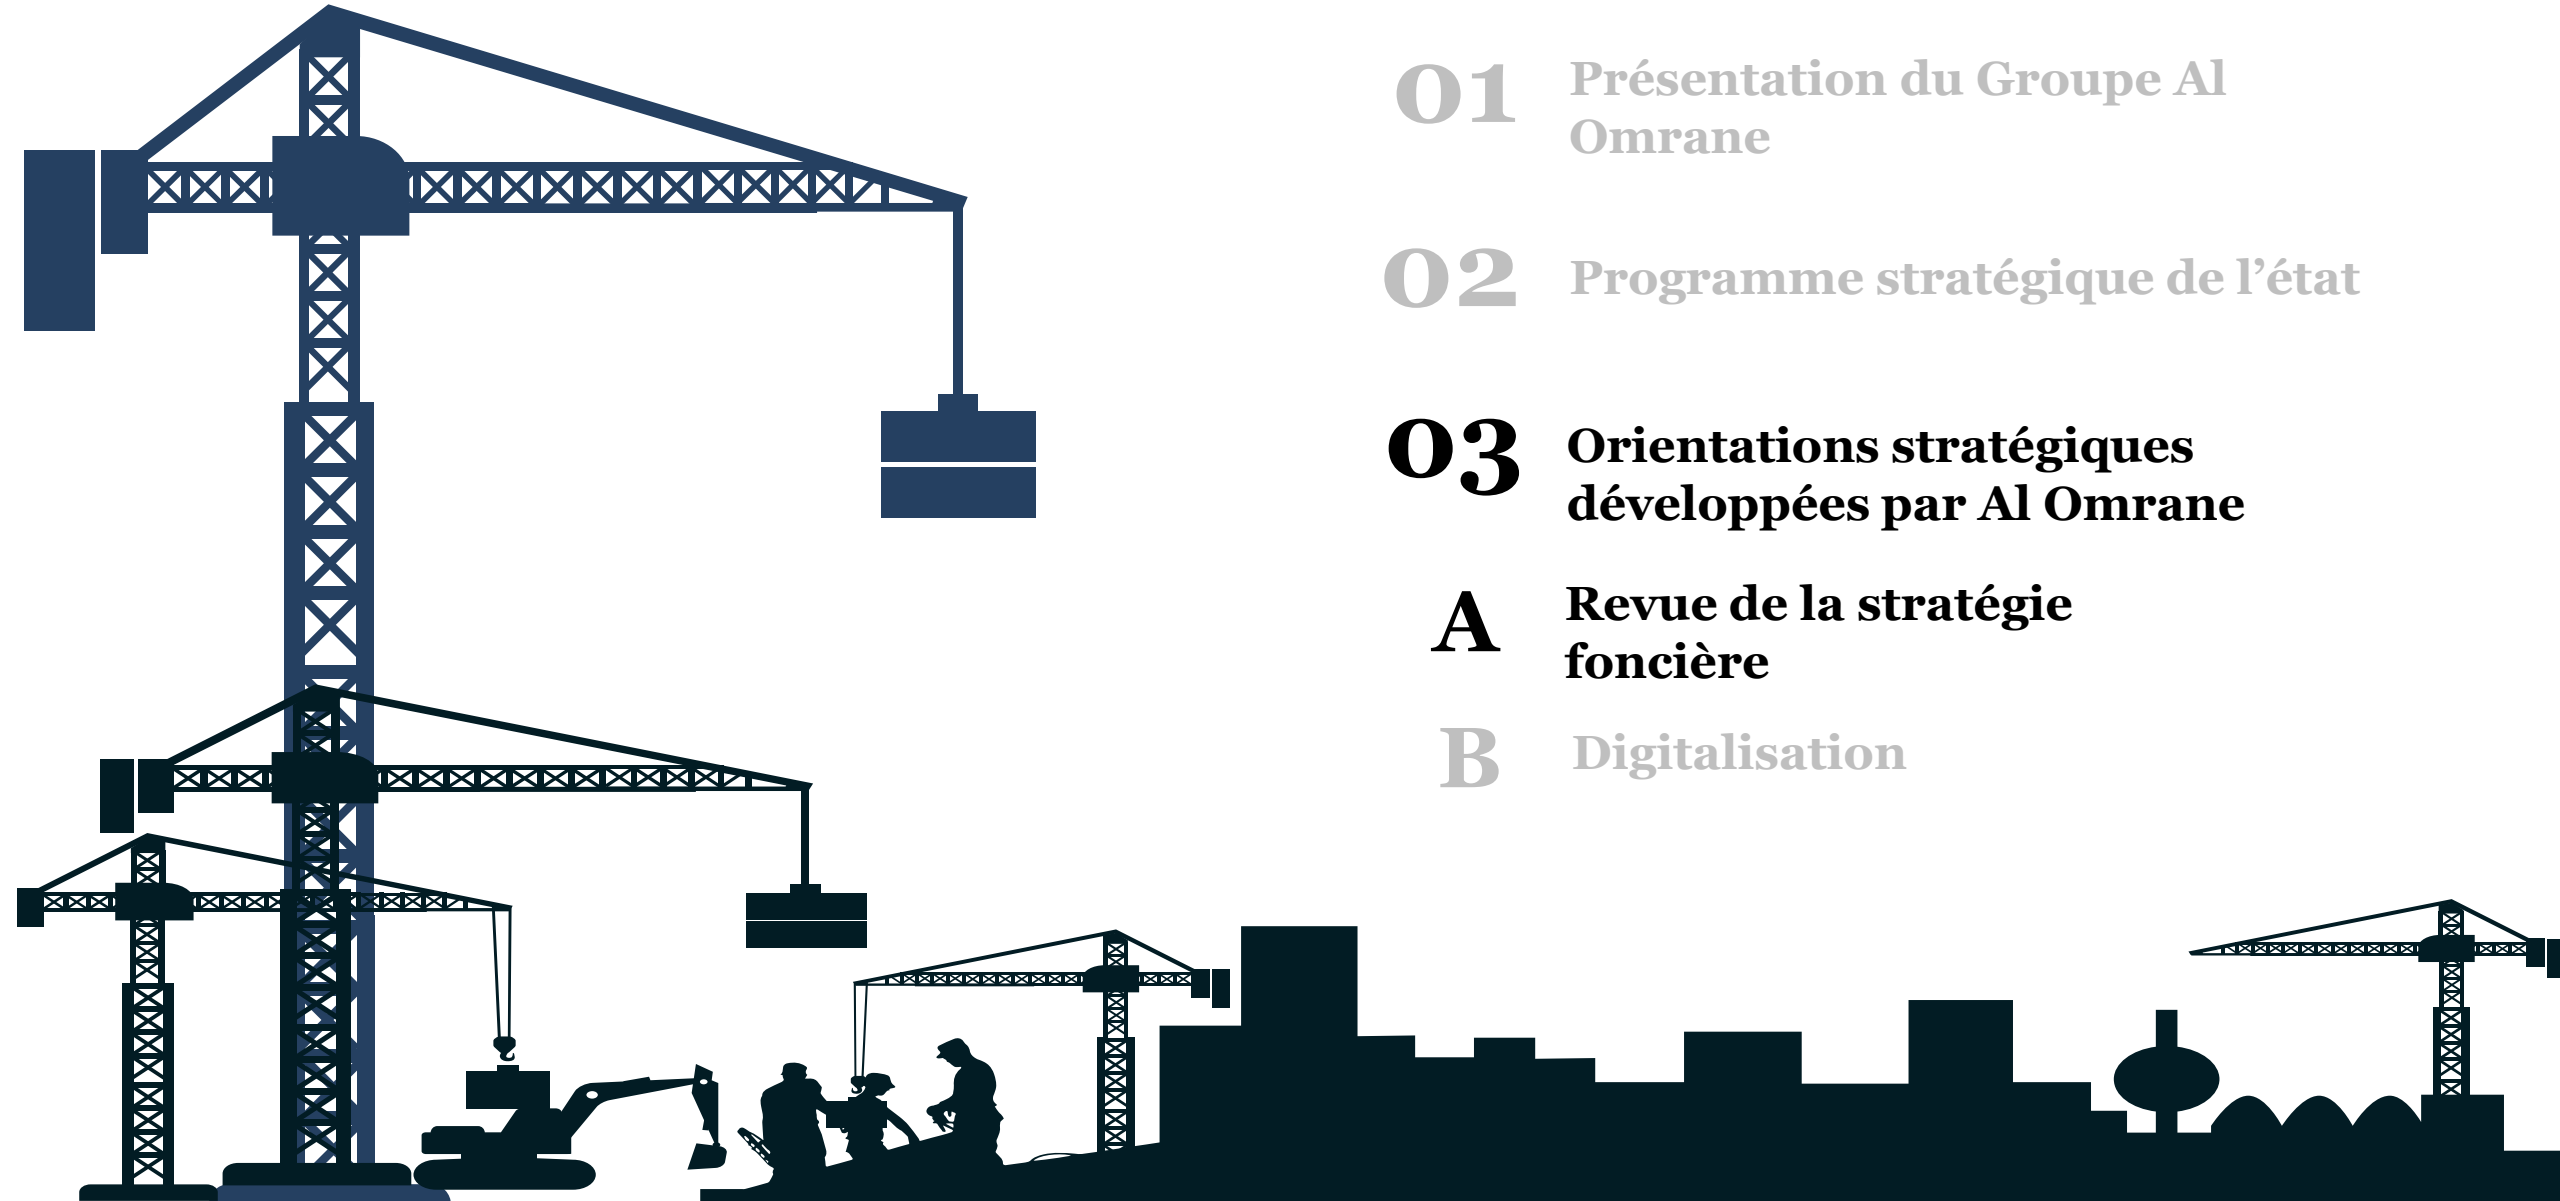 01 Présentation du Groupe Al
Omrane
02 Programme stratégique de l’état
03 Orientations stratégiques
développées par Al Omrane
A Revue de la stratégie
foncière
B Digitalisation